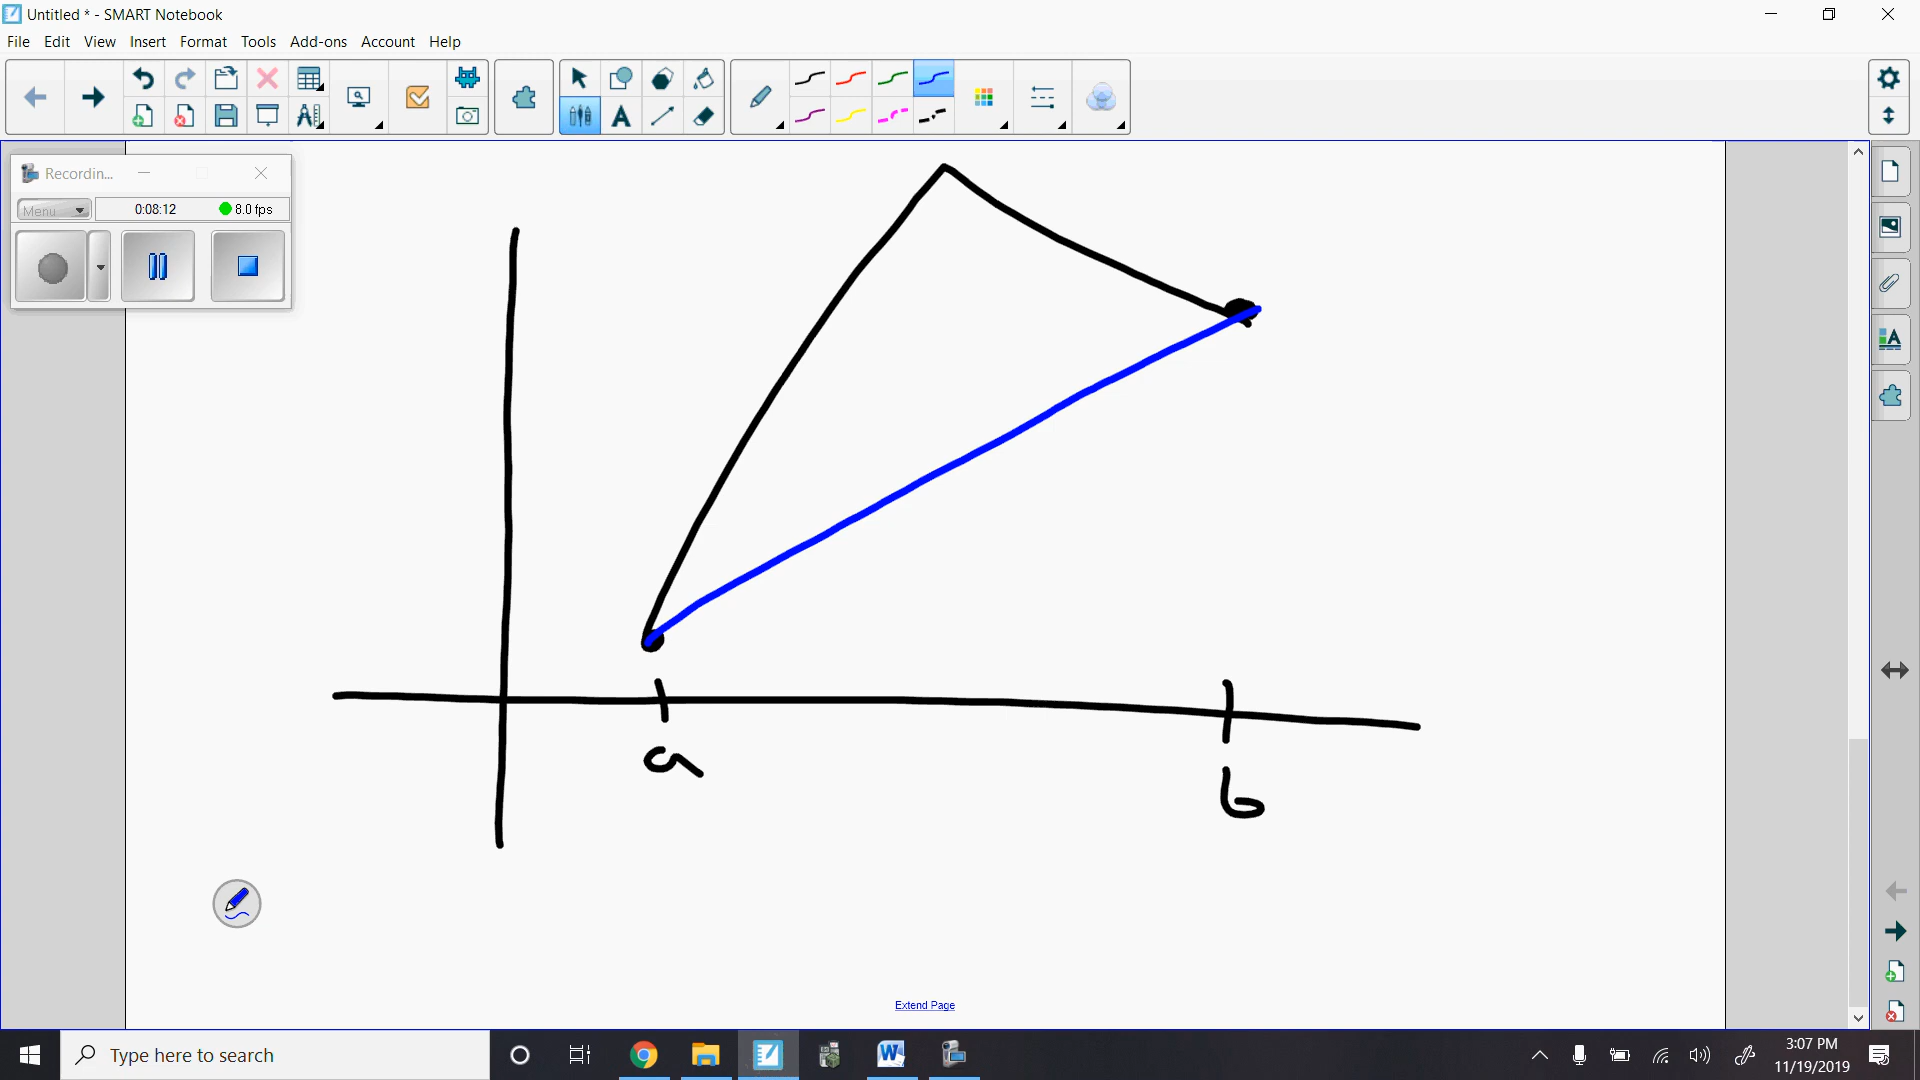 Untitled * - SMART Notebook
File Edit View Insert Format Tools Add-ons Account Help
Recordin...
Menu 0:08:12 8.0 fps
a
b
Extend Page
Type here to search
3:07 PM
11/19/2019